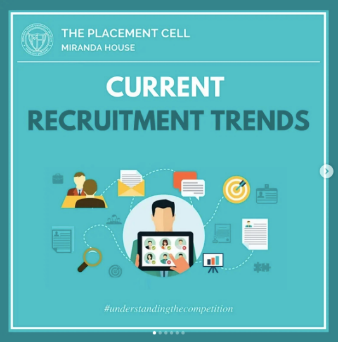 THE PLACEMENT CELL
MIRANDA HOUSE
CURRENT
RECRUITMENT TRENDS
#understandingthecompetition